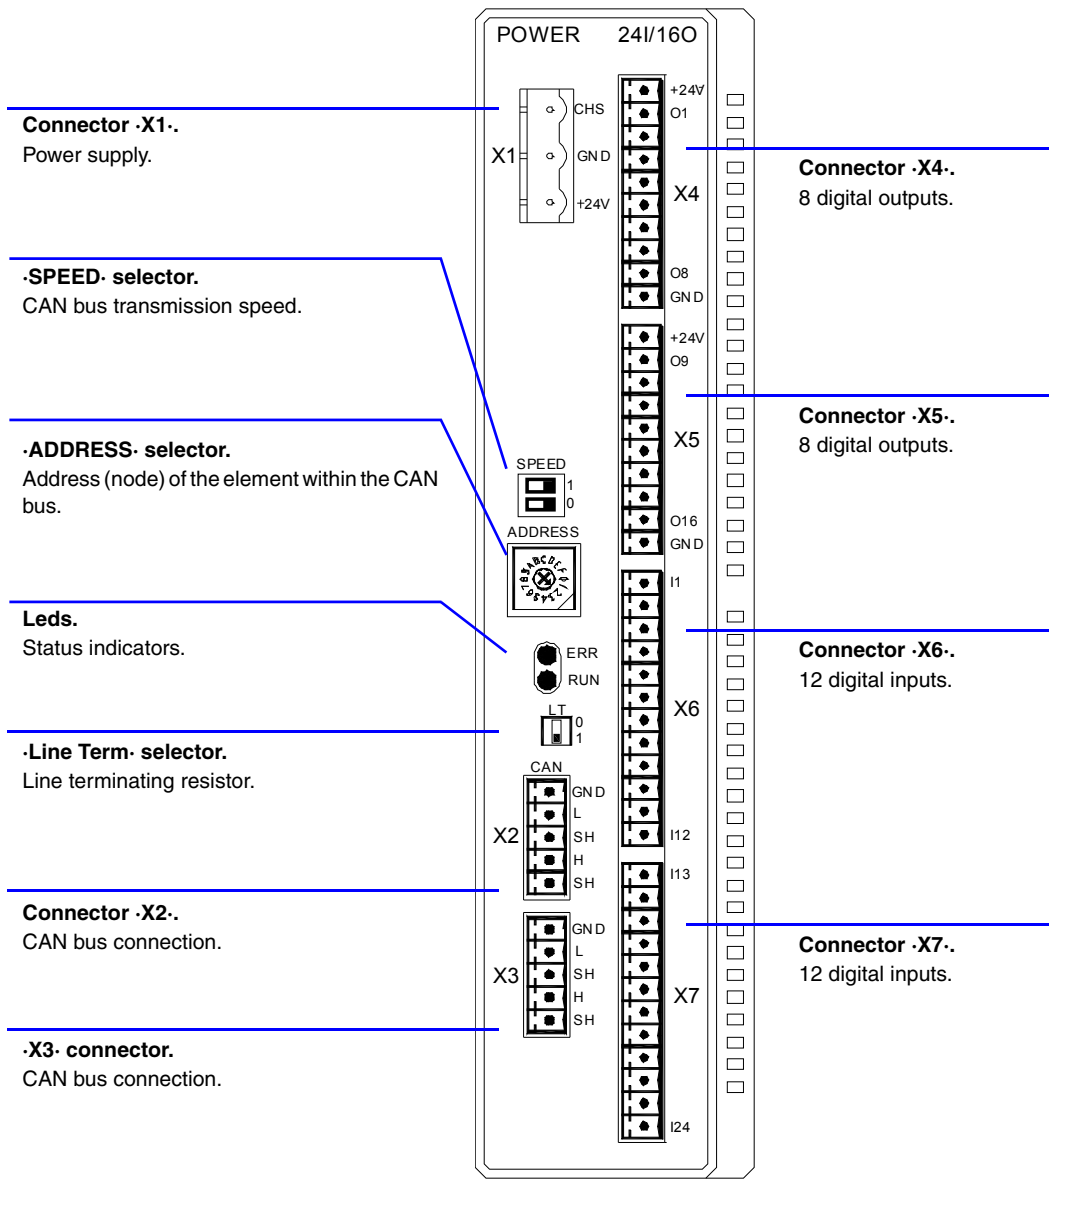 POWER 24I/16O
Connector ·X1·.
Power supply.
X1
CHS
GND
+24V
+24V
O1
X4
O8
GND
Connector ·X4·.
8 digital outputs.
·SPEED· selector.
CAN bus transmission speed.
+24V
O9
X5
O16
GND
Connector ·X5·.
8 digital outputs.
·ADDRESS· selector.
Address (node) of the element within the CAN
bus.
SPEED
1
0
ADDRESS
0123456789ABCDEF
Leds.
Status indicators.
ERR
RUN
I1
X6
I12
Connector ·X6·.
12 digital inputs.
LT
0
1
·Line Term· selector.
Line terminating resistor.
CAN
X2
GND
L
SH
H
SH
Connector ·X2·.
CAN bus connection.
X3
GND
L
SH
H
SH
I13
X7
I24
Connector ·X7·.
12 digital inputs.
·X3· connector.
CAN bus connection.